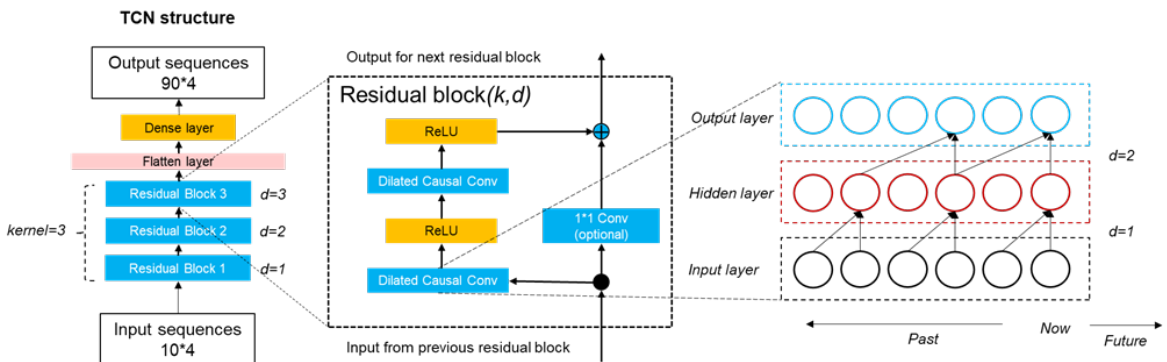 TCN structure
Output sequences
90*4
Dense layer
Flatten layer
Residual Block 3
d=3
kernel=3
Residual Block 2
d=2
Residual Block 1
d=1
Input sequences
10*4
Output for next residual block
Residual block(k,d)
ReLU
Dilated Causal Conv
ReLU
1*1 Conv
(optional)
Dilated Causal Conv
Input from previous residual block
Output layer
d=2
Hidden layer
d=1
Input layer
Past
Now
Future